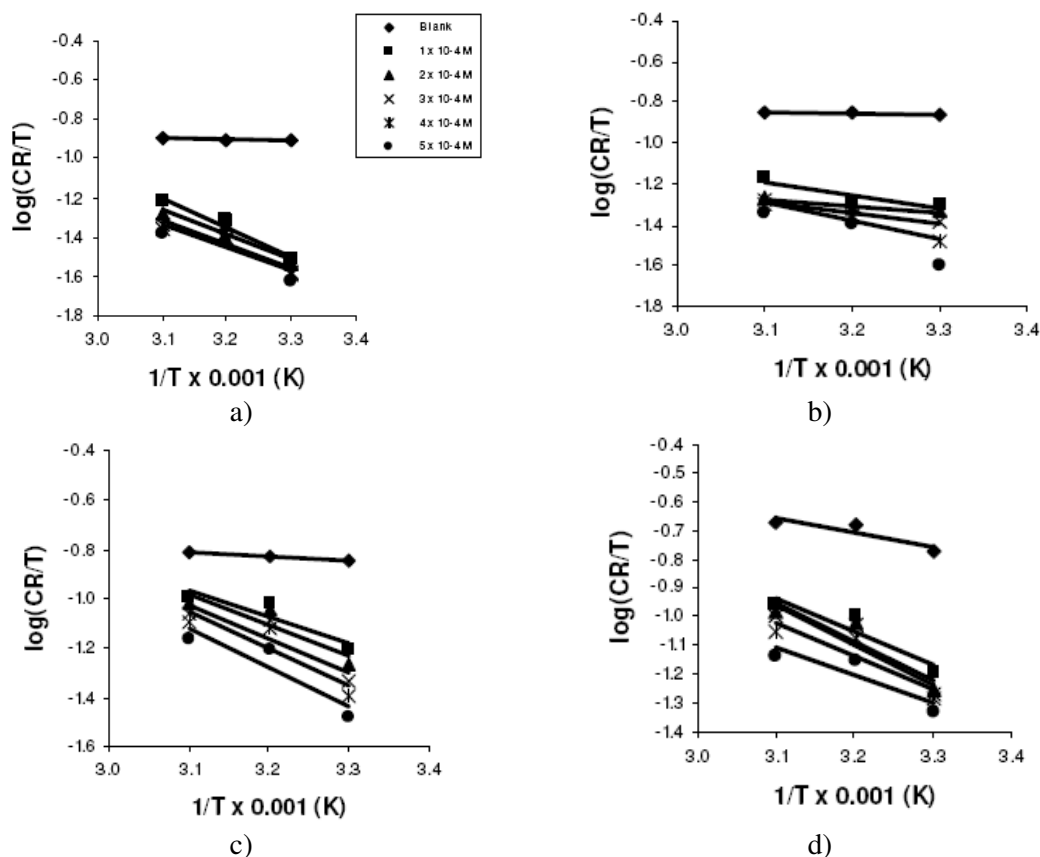 -0.4
-0.6
-0.8
-1.0
-1.2
-1.4
-1.6
-1.8
log(CR/T)
3.0 3.1 3.2 3.3 3.4
1/T x 0.001 (K)
a)
Blank
1 x 10-4 M
2 x 10-4 M
3 x 10-4 M
4 x 10-4 M
5 x 10-4 M
-0.4
-0.6
-0.8
-1.0
-1.2
-1.4
-1.6
-1.8
log(CR/T)
3.0 3.1 3.2 3.3 3.4
1/T x 0.001 (K)
b)
-0.4
-0.6
-0.8
-1.0
-1.2
-1.4
-1.6
log(CR/T)
3.0 3.1 3.2 3.3 3.4
1/T x 0.001 (K)
c)
-0.4
-0.5
-0.6
-0.7
-0.8
-0.9
-1.0
-1.1
-1.2
-1.3
-1.4
log(CR/T)
3.0 3.1 3.2 3.3 3.4
1/T x 0.001 (K)
d)